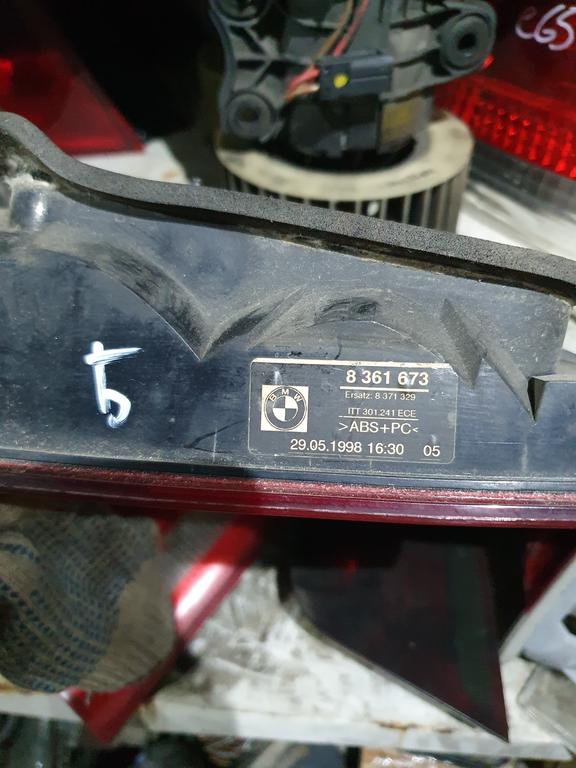 c65
8 361 673
Ersatz: 8 371 329
BMW
ITT 301.241 ECE
>ABS+PC<
29.05.1998 16:30 05